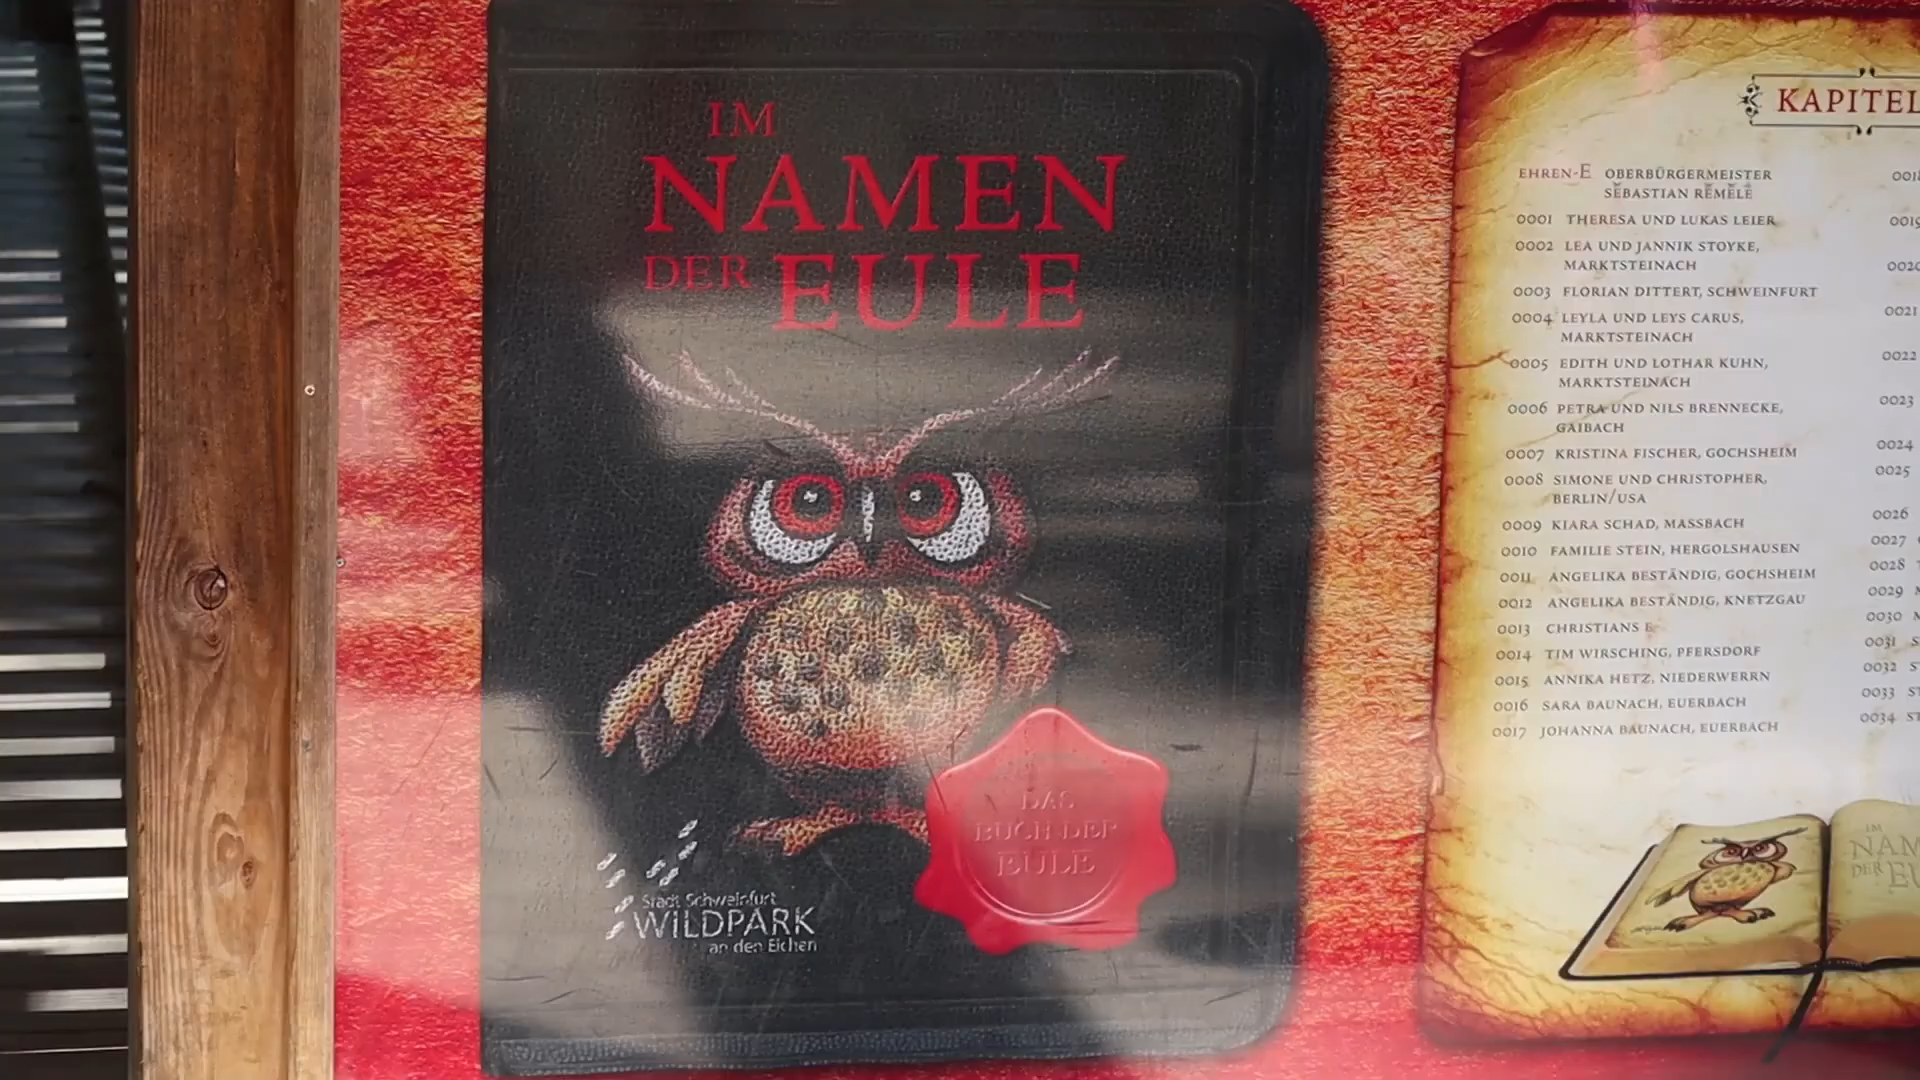 IM
NAMEN
DER EULE
DAS
BUCH DER
EULE
Stadt Schweinfurt
WILDPARK
an den Eichen
KAPITEL
EHREN-E OBERBÜRGERMEISTER
SEBASTIAN REMELÉ
0001 THERESA UND LUKAS LEIER
0002 LEA UND JANNIK STOYKE,
MARKTSTEINACH
0003 FLORIAN DITTERT, SCHWEINFURT
0004 LEYLA UND LEYS CARUS,
MARKTSTEINACH
0005 EDITH UND LOTHAR KUHN,
MARKTSTEINACH
0006 PETRA UND NILS BRENNECKE,
GAIBACH
0007 KRISTINA FISCHER, GOCHSHEIM
0008 SIMONE UND CHRISTOPHER,
BERLIN/USA
0009 KIARA SCHAD, MASSBACH
0010 FAMILIE STEIN, HERGOLSHAUSEN
0011 ANGELIKA BESTÄNDIG, GOCHSHEIM
0012 ANGELIKA BESTÄNDIG, KNETZGAU
0013 CHRISTIANS E
0014 TIM WIRSCHING, PFERSDORF
0015 ANNIKA HETZ, NIEDERWERRN
0016 SARA BAUNACH, EUERBACH
0017 JOHANNA BAUNACH, EUERBACH
0021
0022
0023
0024
0025
0026
0027
0028
0029
0030
0031
0032
0033
0034
IM
DER